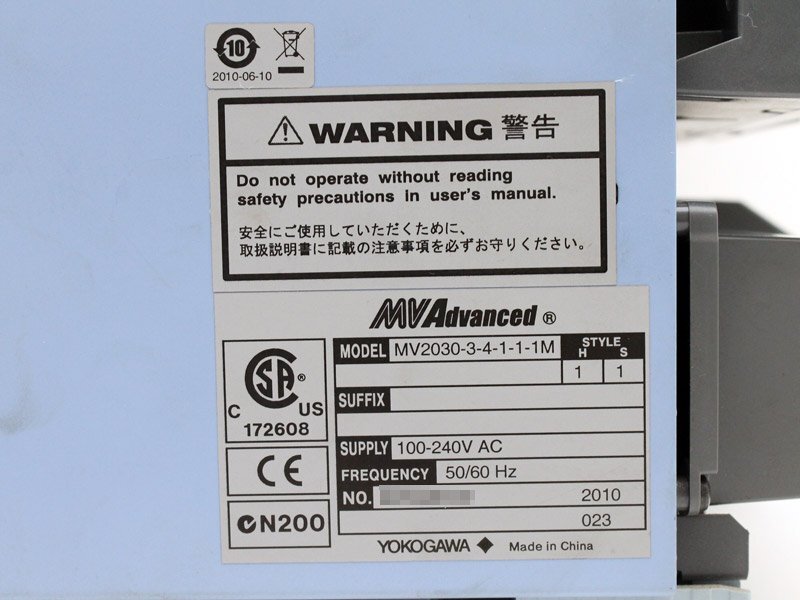 10
2010-06-10
WARNING 警告
Do not operate without reading
safety precautions in user's manual.
安全にご使用していただくために、
取扱説明書に記載の注意事項を必ずお守りください。
MVAdvanced ®
MODEL MV2030-3-4-1-1-1M STYLE
H S
1 1
SUFFIX
SUPPLY 100-240V AC
FREQUENCY 50/60 Hz
NO. 2010
023
SA ®
C US
172608
CE
N200
YOKOGAWA Made in China